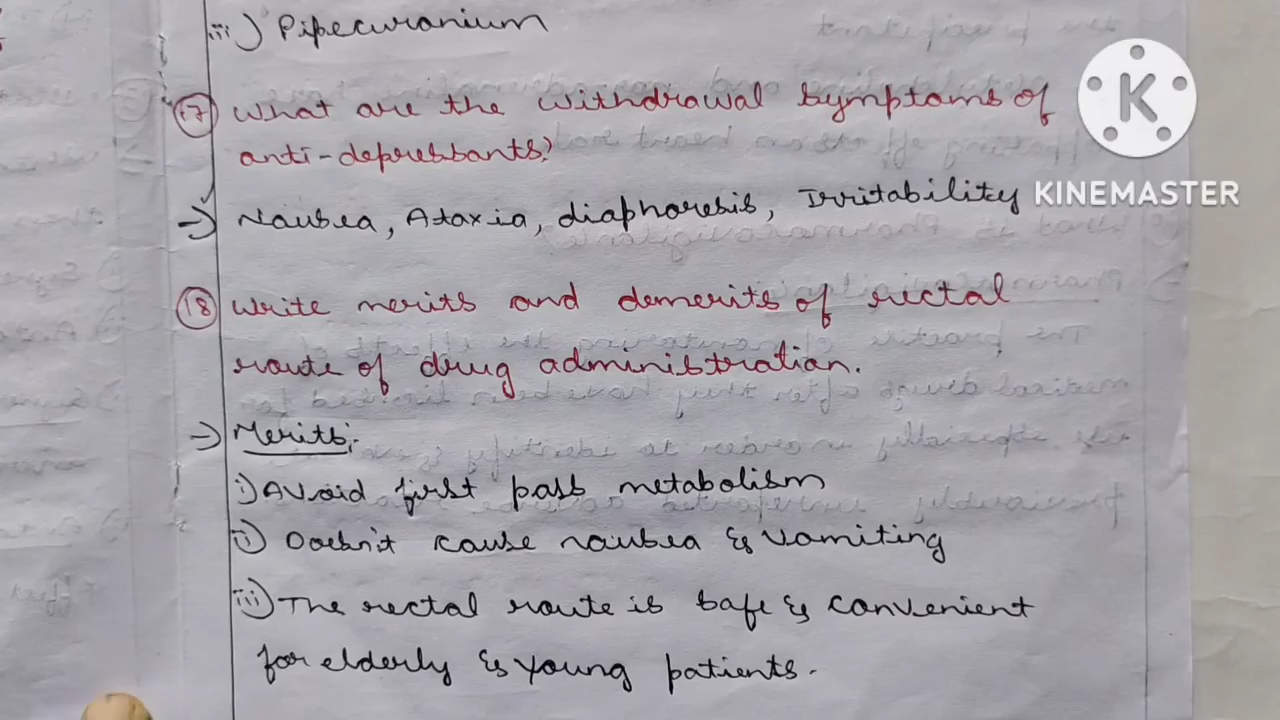 iii) Pipecuronium
17 What are the withdrawal symptoms of
anti-depressants?
→ Nausea, Ataxia, diaphoresis, Irritability
18 Write merits and demerits of rectal
route of drug administration.
→ Merits:
i) Avoid first pass metabolism
ii) Doesn't cause nausea & vomiting
iii) The rectal route is safe & convenient
for elderly & young patients.
K
KINEMASTER